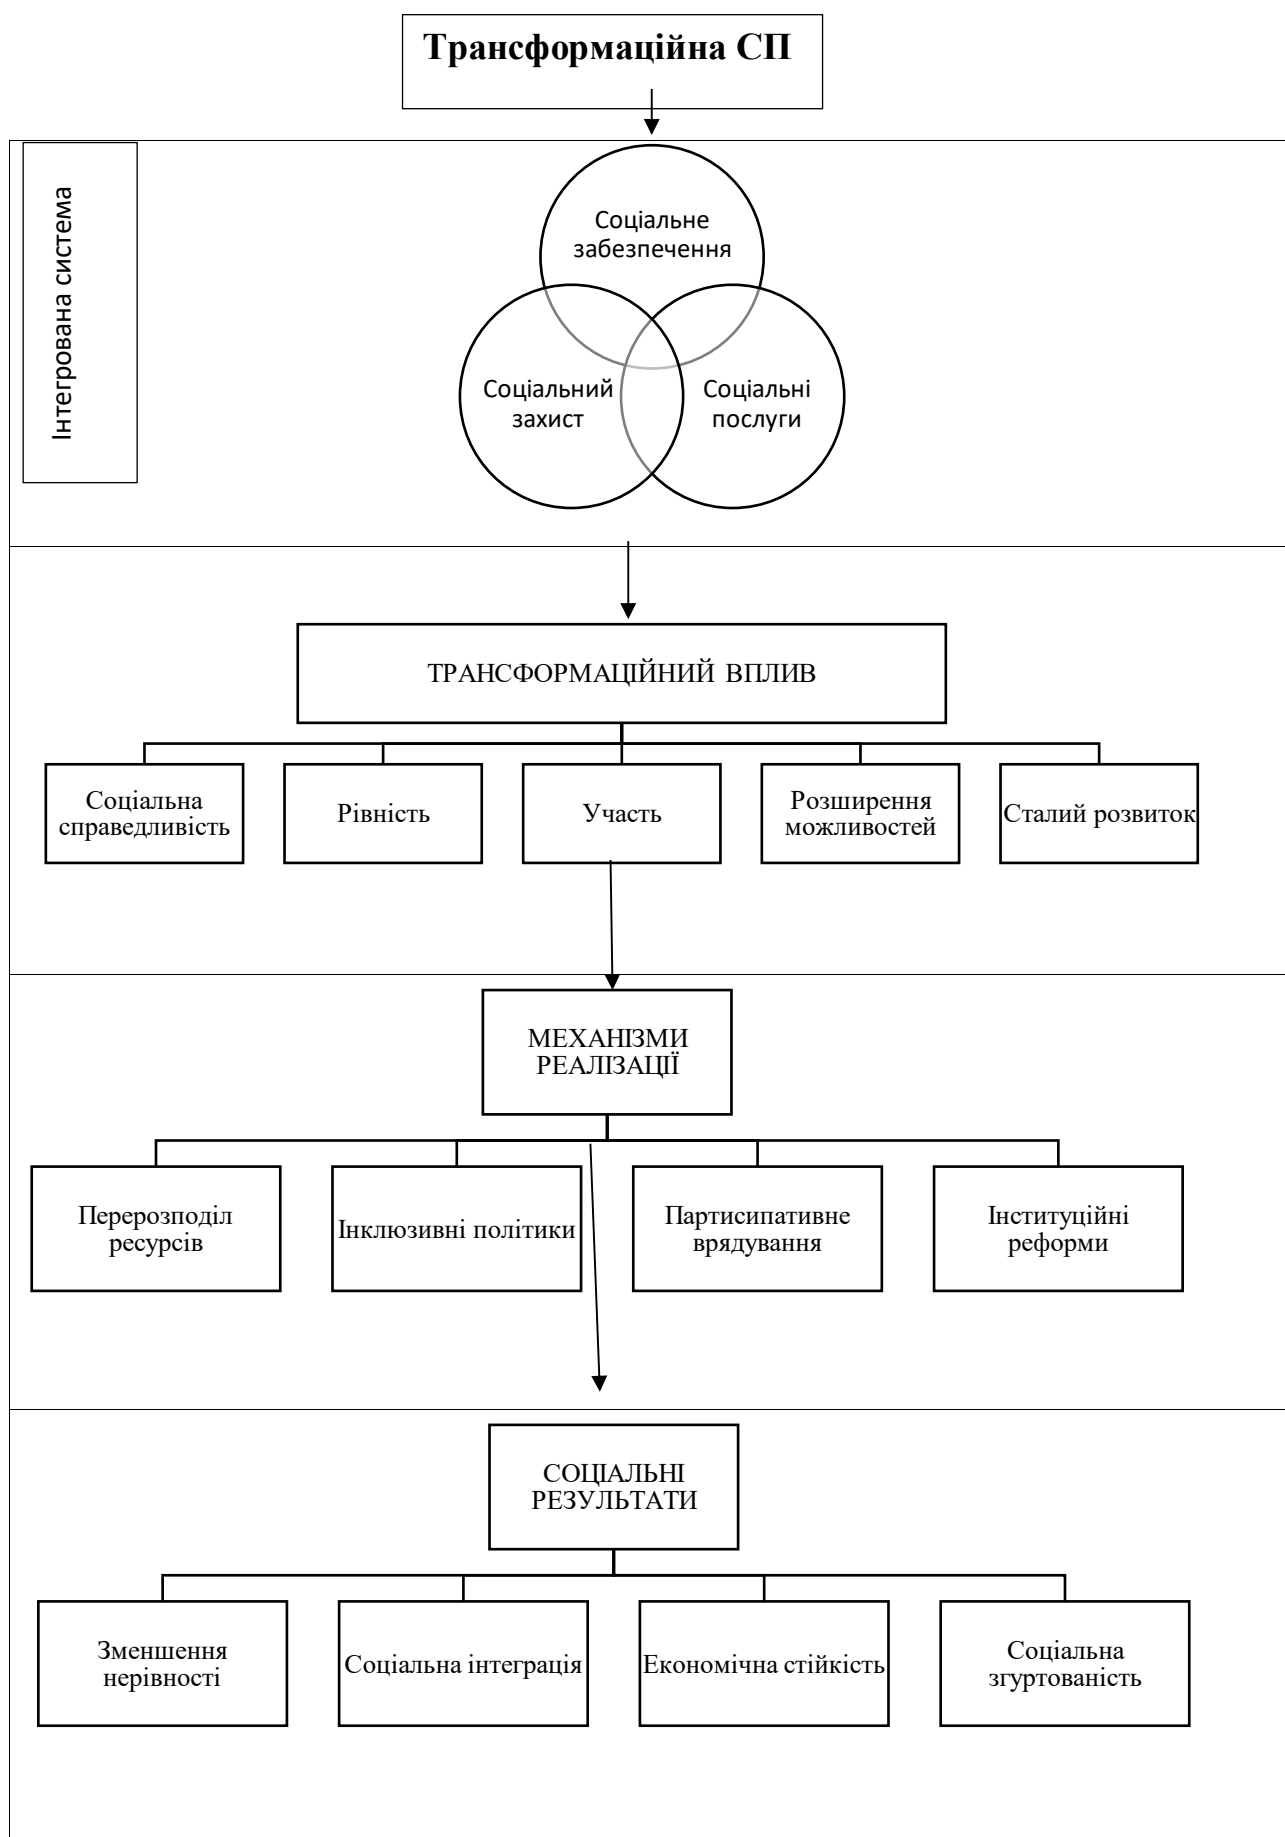 Трансформаційна СП
Інтегрована система
Соціальне
забезпечення
Соціальний
захист
Соціальні
послуги
ТРАНСФОРМАЦІЙНИЙ ВПЛИВ
Соціальна
справедливість
Рівність
Участь
Розширення
можливостей
Сталий розвиток
МЕХАНІЗМИ
РЕАЛІЗАЦІЇ
Перерозподіл
ресурсів
Інклюзивні політики
Партисипативне
врядування
Інституційні
реформи
СОЦІАЛЬНІ
РЕЗУЛЬТАТИ
Зменшення
нерівності
Соціальна інтеграція
Економічна стійкість
Соціальна
згуртованість